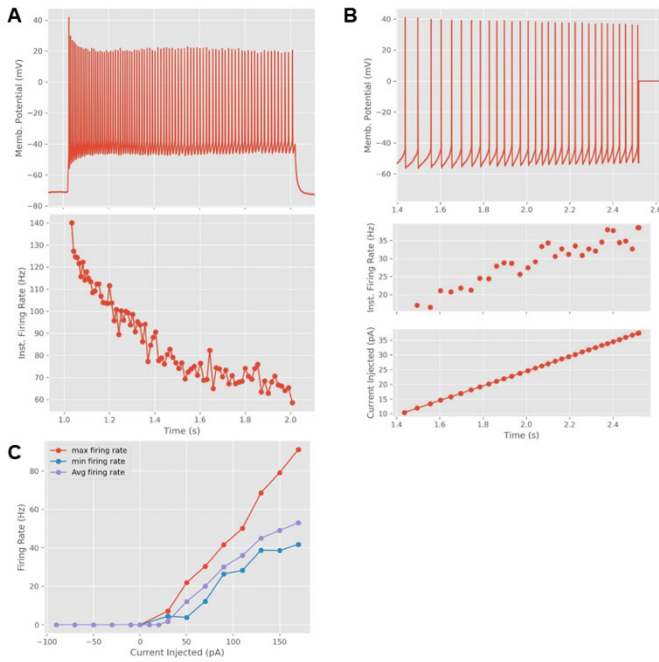 A
B
Memb. Potential (mV)
40
20
0
−20
−40
−60
−80
Memb. Potential (mV)
40
20
0
−20
−40
−60
1.4 1.6 1.8 2.0 2.2 2.4 2.6
Inst. Firing Rate (Hz)
140
130
120
110
100
90
80
70
60
1.0 1.2 1.4 1.6 1.8 2.0
Time (s)
Inst. Firing Rate (Hz)
35
30
25
20
Current Injected (pA)
35
30
25
20
15
10
1.4 1.6 1.8 2.0 2.2 2.4 2.6
Time (s)
C
max firing rate
min firing rate
Avg firing rate
Firing Rate (Hz)
80
60
40
20
0
−100 −50 0 50 100 150
Current Injected (pA)